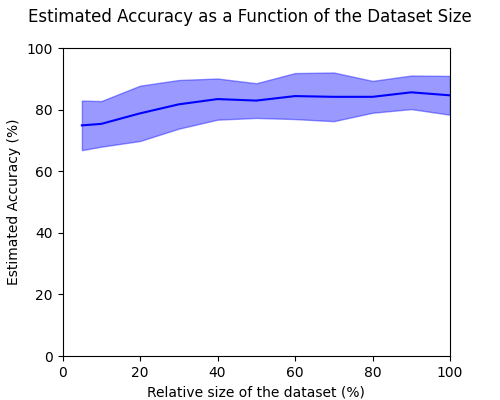 Estimated Accuracy as a Function of the Dataset Size
100
80
60
40
20
0
Estimated Accuracy (%)
0 20 40 60 80 100
Relative size of the dataset (%)